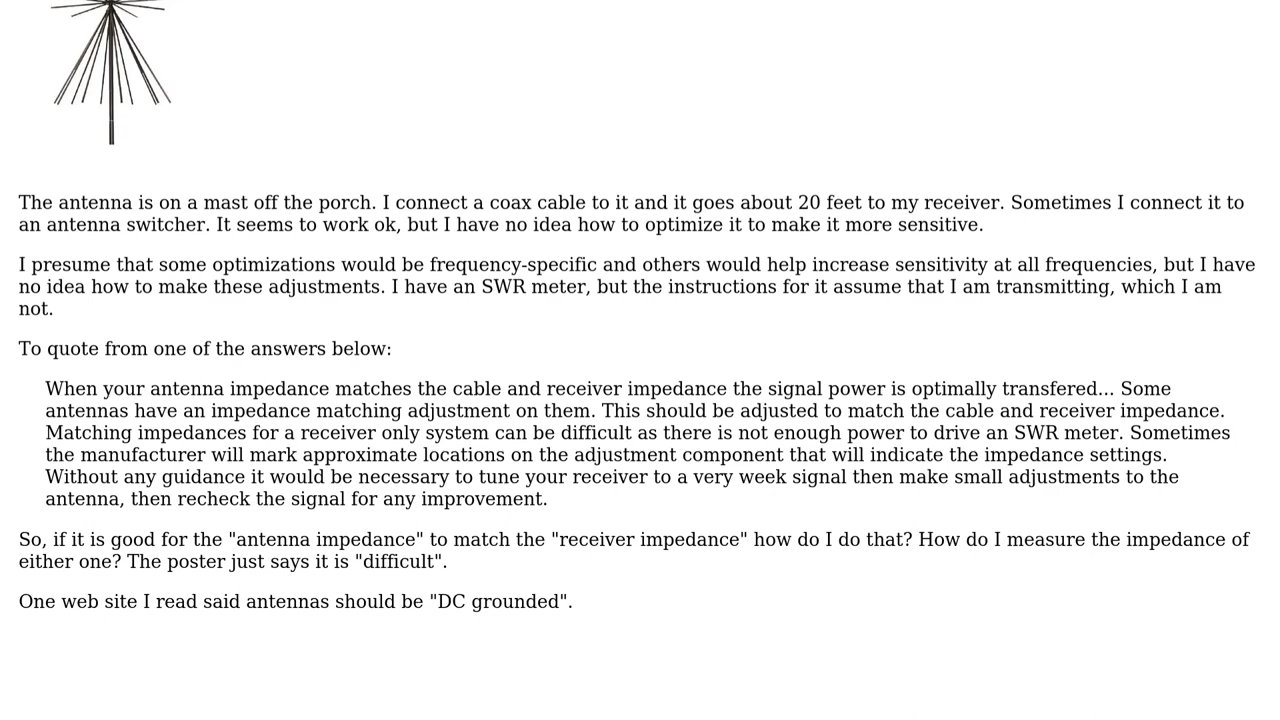 The antenna is on a mast off the porch. I connect a coax cable to it and it goes about 20 feet to my receiver. Sometimes I connect it to
an antenna switcher. It seems to work ok, but I have no idea how to optimize it to make it more sensitive.
I presume that some optimizations would be frequency-specific and others would help increase sensitivity at all frequencies, but I have
no idea how to make these adjustments. I have an SWR meter, but the instructions for it assume that I am transmitting, which I am
not.
To quote from one of the answers below:
When your antenna impedance matches the cable and receiver impedance the signal power is optimally transfered... Some
antennas have an impedance matching adjustment on them. This should be adjusted to match the cable and receiver impedance.
Matching impedances for a receiver only system can be difficult as there is not enough power to drive an SWR meter. Sometimes
the manufacturer will mark approximate locations on the adjustment component that will indicate the impedance settings.
Without any guidance it would be necessary to tune your receiver to a very week signal then make small adjustments to the
antenna, then recheck the signal for any improvement.
So, if it is good for the "antenna impedance" to match the "receiver impedance" how do I do that? How do I measure the impedance of
either one? The poster just says it is "difficult".
One web site I read said antennas should be "DC grounded".